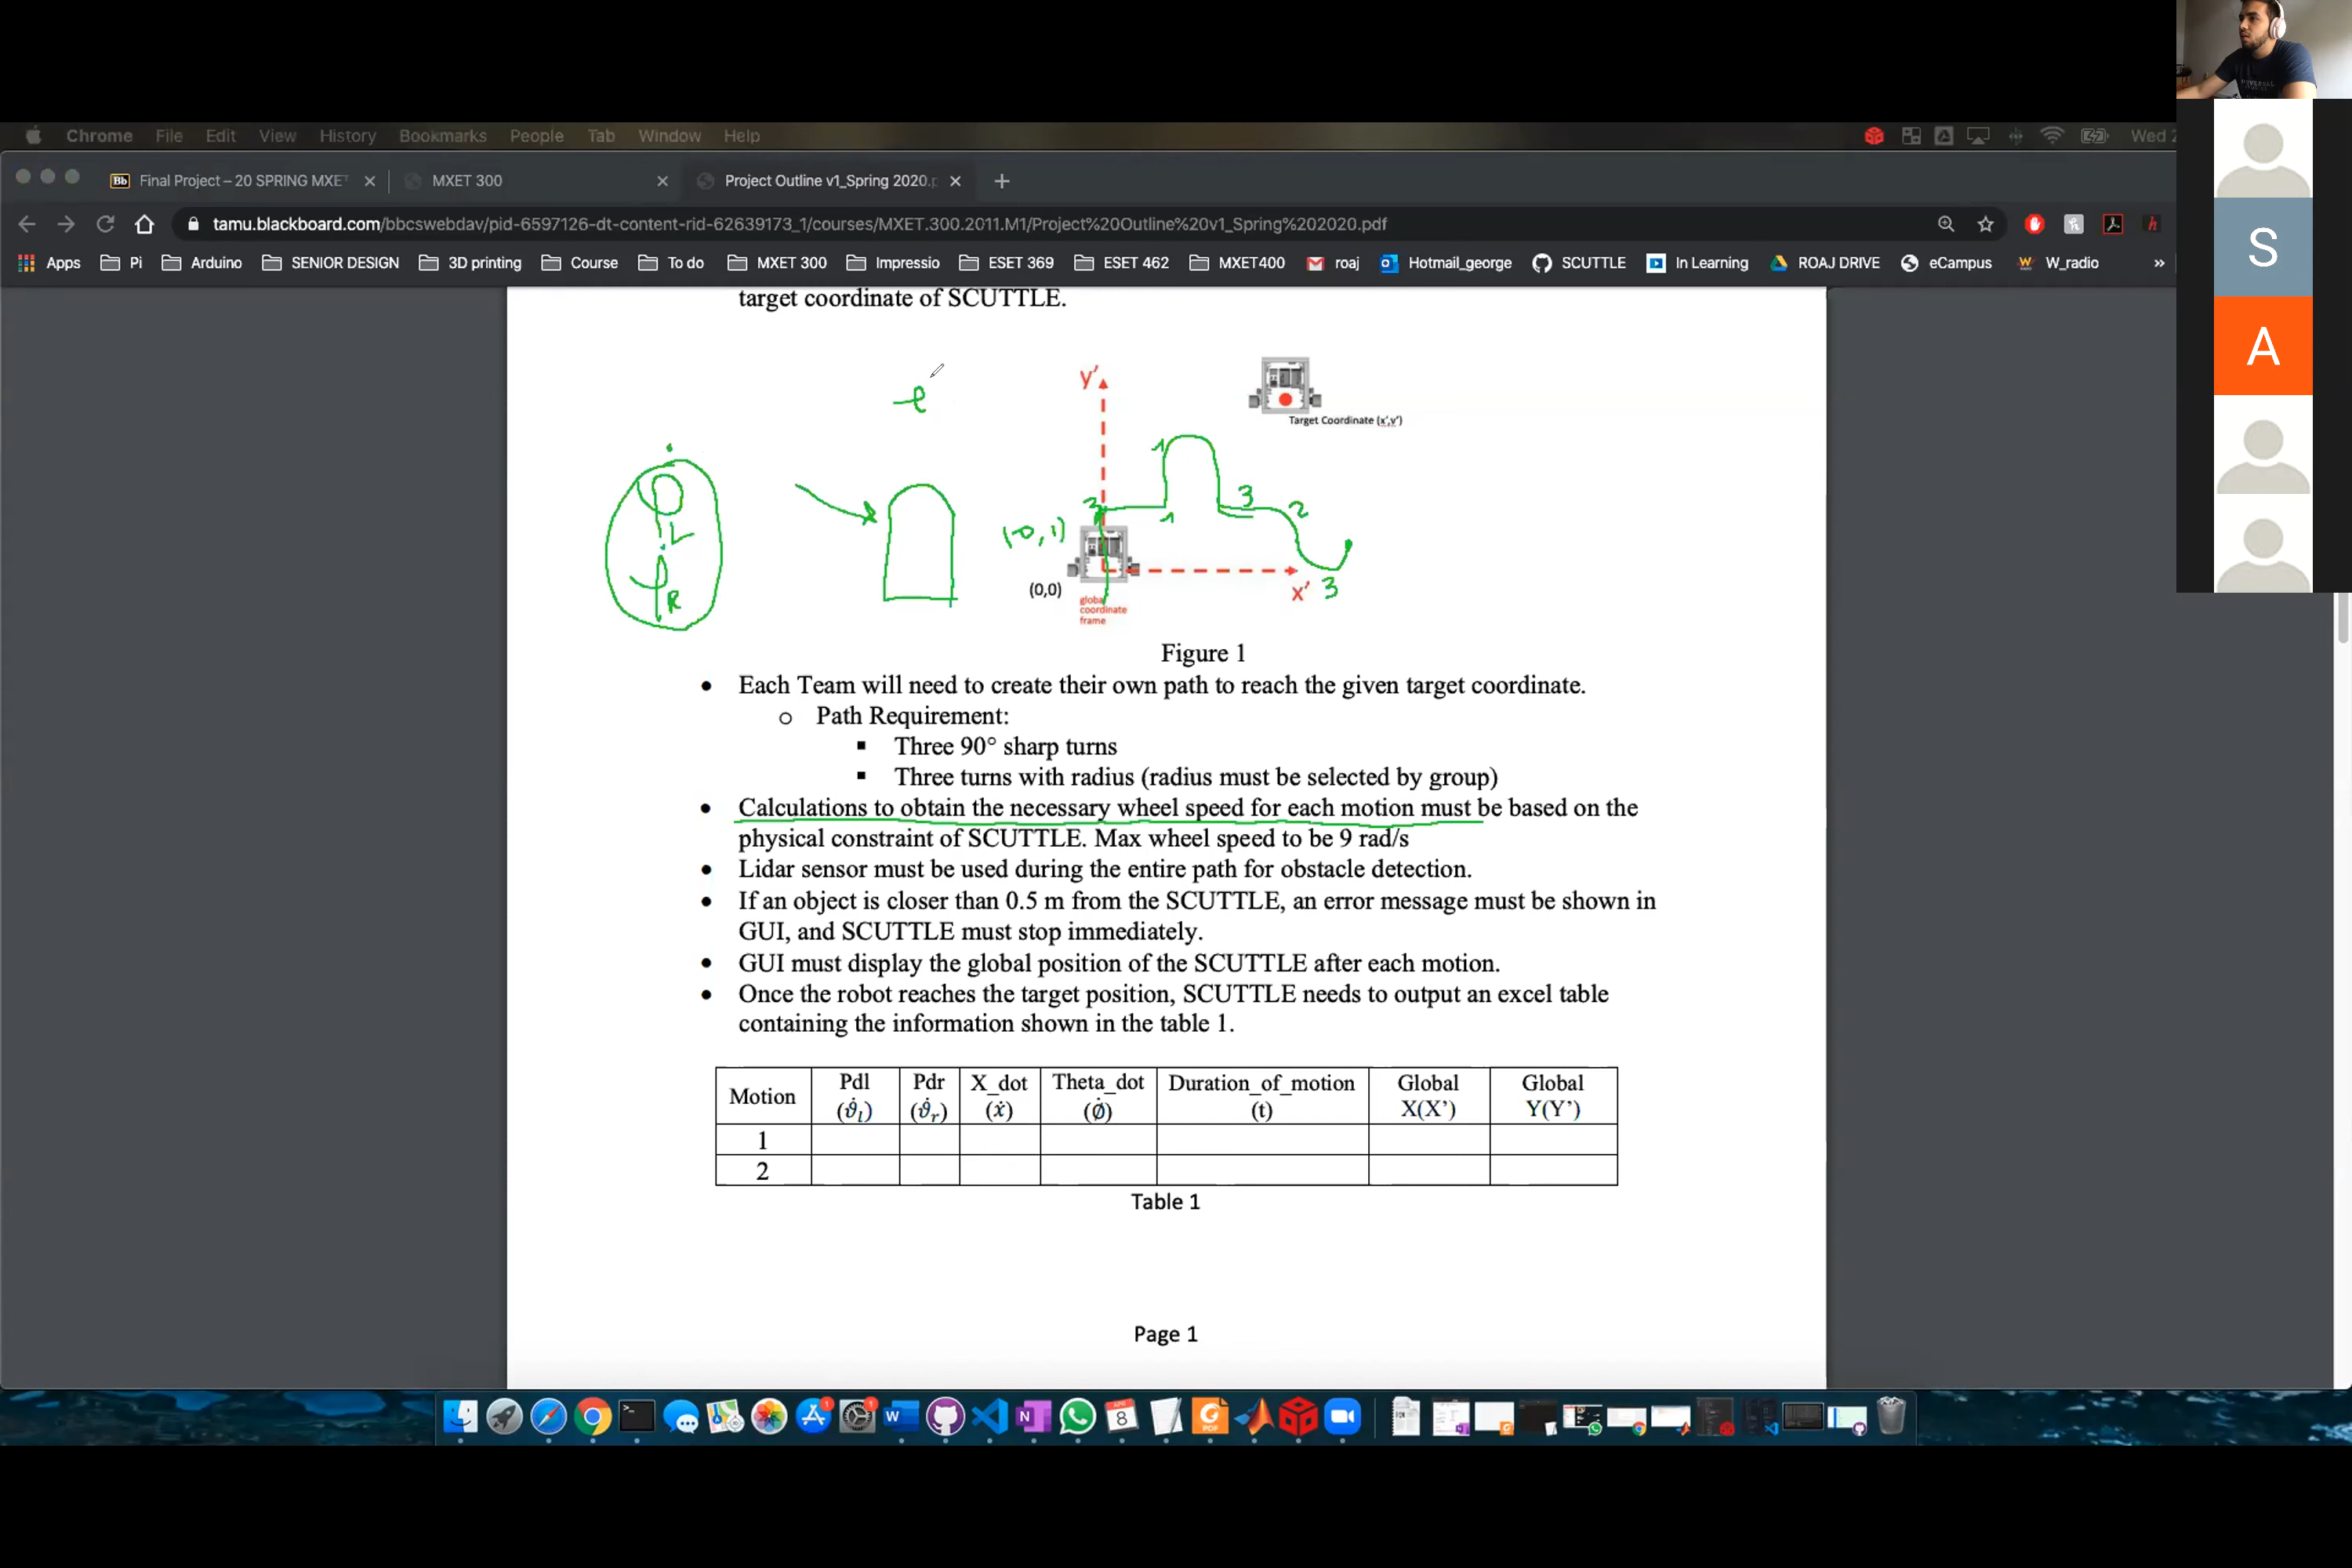 Chrome File Edit View History Bookmarks People Tab Window Help Wed 2
Bb Final Project – 20 SPRING MXET MXET 300 Project Outline v1_Spring 2020.p
tamu.blackboard.com/bbcswebdav/pid-6597126-dt-content-rid-62639173_1/courses/MXET.300.2011.M1/Project%20Outline%20v1_Spring%202020.pdf
Apps Pi Arduino SENIOR DESIGN 3D printing Course To do MXET 300 Impressio ESET 369 ESET 462 MXET400 roaj Hotmail_george SCUTTLE In Learning ROAJ DRIVE eCampus W_radio »
S
A
target coordinate of SCUTTLE.
y'
Target Coordinate (x',y')
1
3
2
1
L
(0,0)
x'
3
R
global
coordinate
frame
Figure 1
• Each Team will need to create their own path to reach the given target coordinate.
o Path Requirement:
▪ Three 90° sharp turns
▪ Three turns with radius (radius must be selected by group)
• Calculations to obtain the necessary wheel speed for each motion must be based on the
physical constraint of SCUTTLE. Max wheel speed to be 9 rad/s
• Lidar sensor must be used during the entire path for obstacle detection.
• If an object is closer than 0.5 m from the SCUTTLE, an error message must be shown in
GUI, and SCUTTLE must stop immediately.
• GUI must display the global position of the SCUTTLE after each motion.
• Once the robot reaches the target position, SCUTTLE needs to output an excel table
containing the information shown in the table 1.
Motion Pdl (ϑ̇l) Pdr (ϑ̇r) X_dot (ẋ) Theta_dot (∅̇) Duration_of_motion (t) Global X(X’) Global Y(Y’)
1
2
Table 1
Page 1